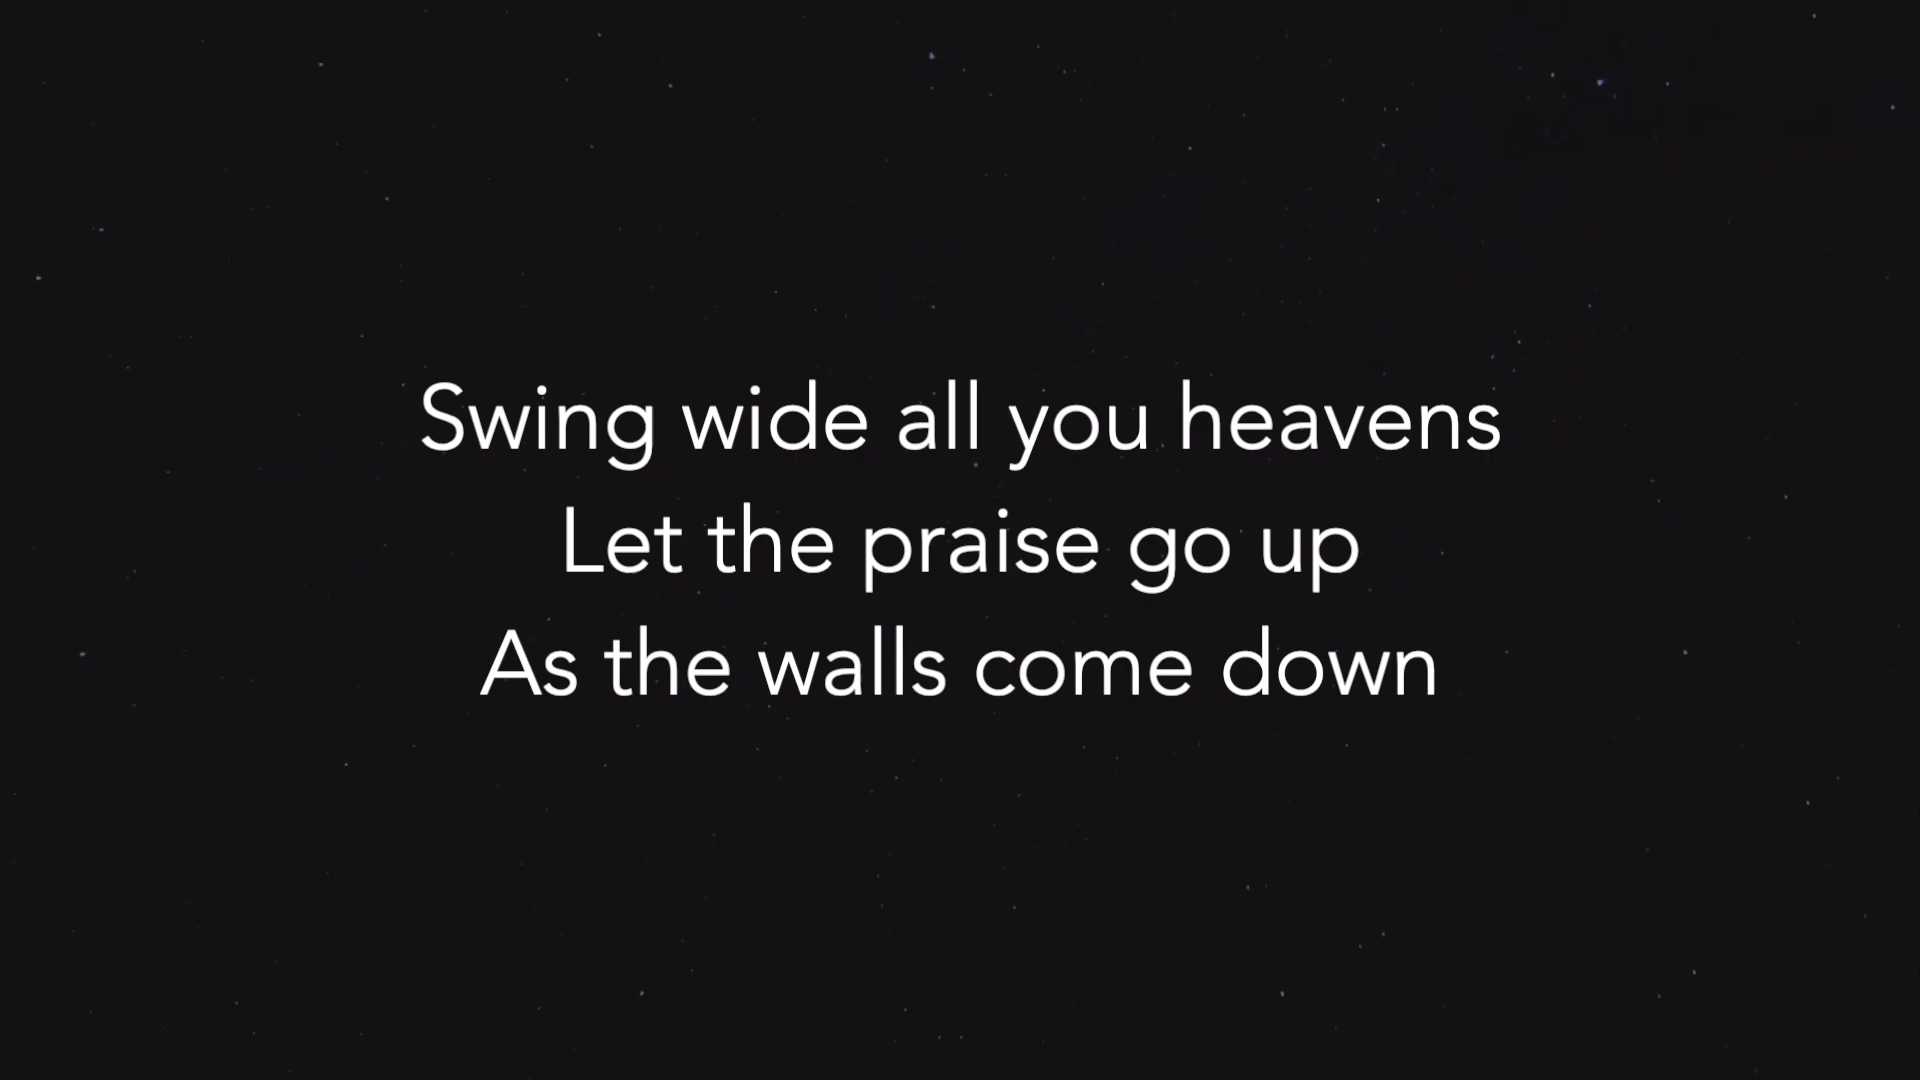 Swing wide all you heavens
Let the praise go up
As the walls come down